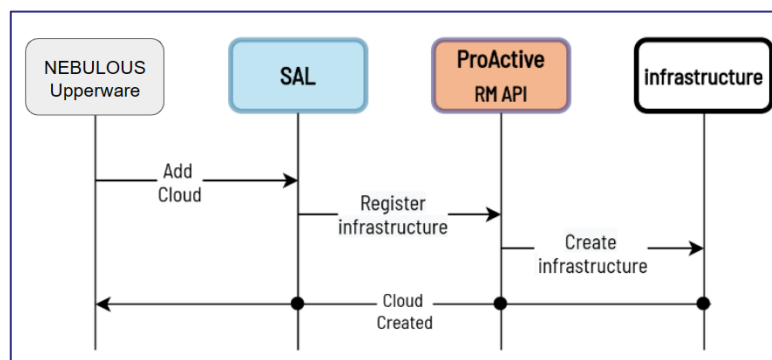 NEBULOUS
Upperware
SAL
ProActive
RM API
infrastructure
Add
Cloud
Register
infrastructure
Create
infrastructure
Cloud
Created